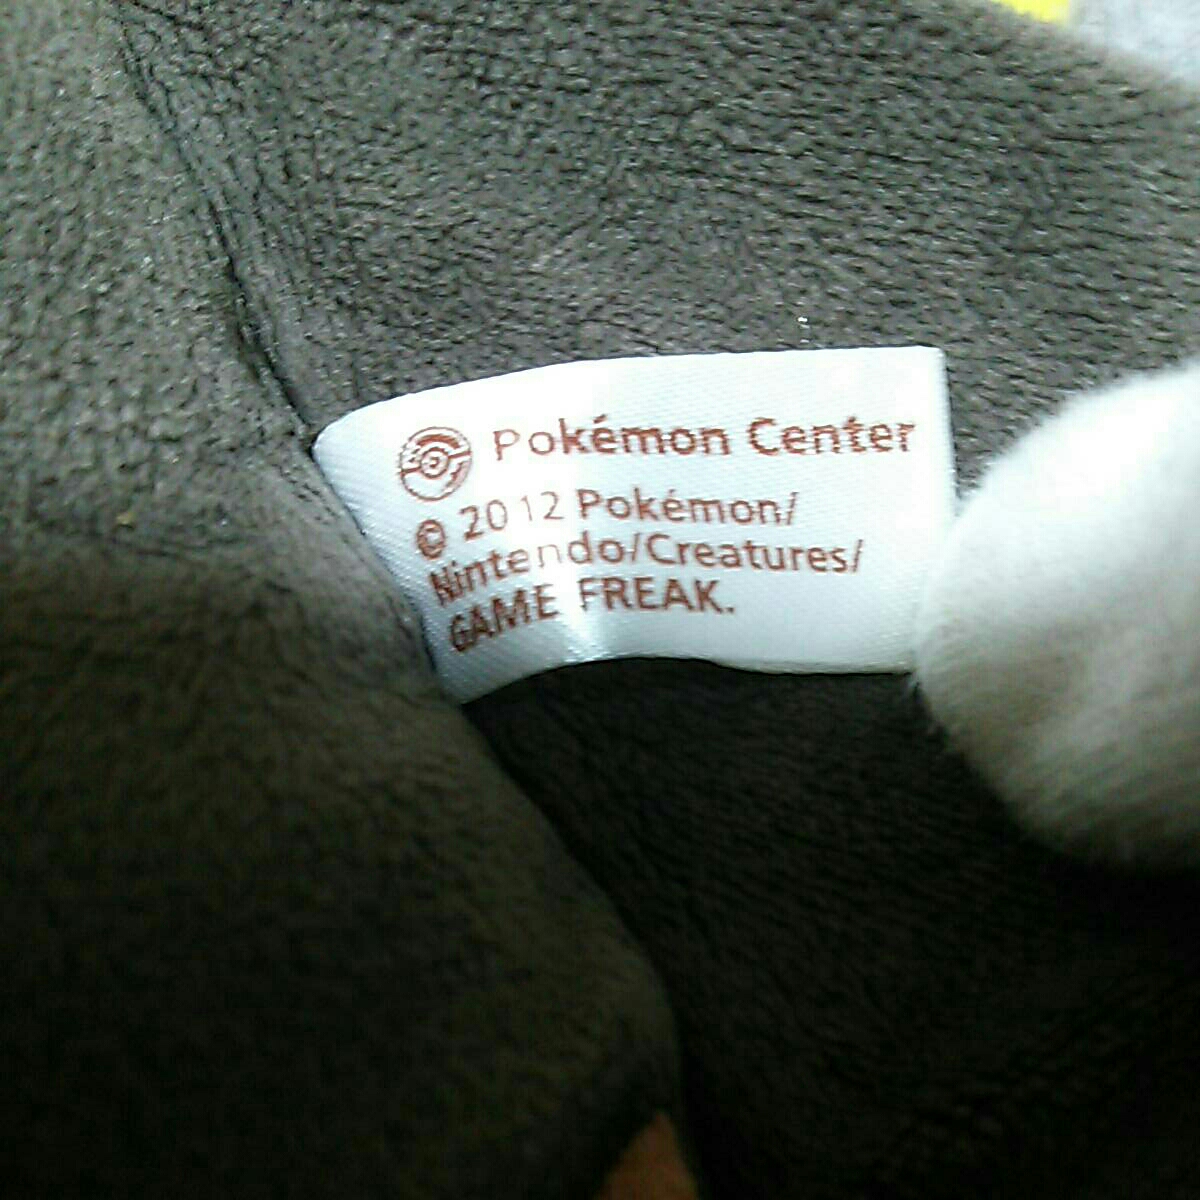 Pokémon Center
© 2012 Pokémon/
Nintendo/Creatures/
GAME FREAK.